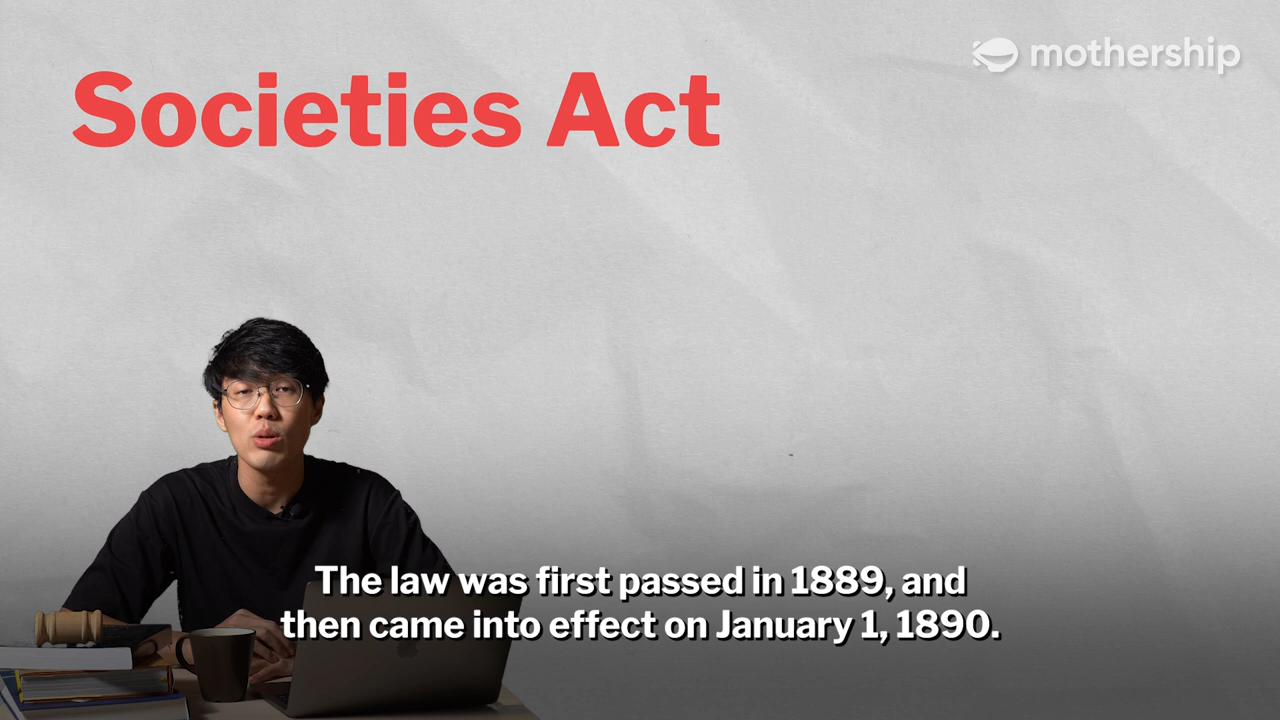 mothership
Societies Act
The law was first passed in 1889, and
then came into effect on January 1, 1890.